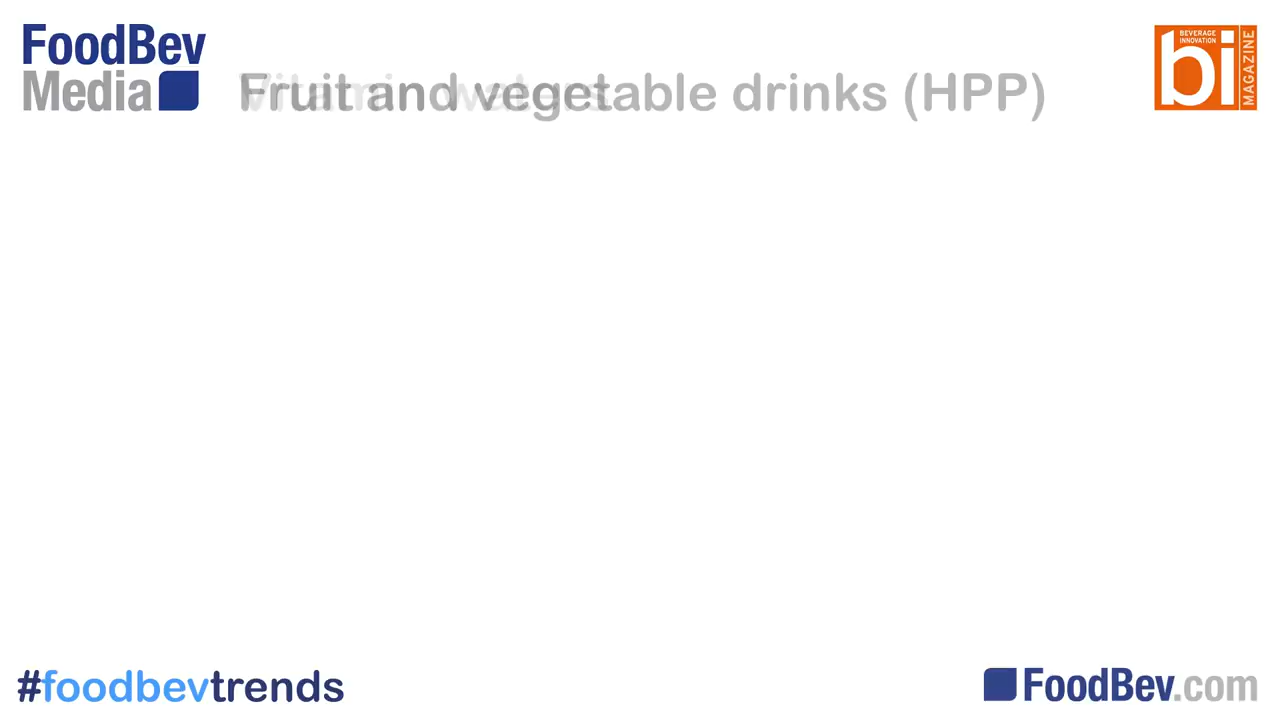 FoodBev
Media
Fruit and vegetable drinks (HPP)
BEVERAGE
INNOVATION
bi
MAGAZINE
#foodbevtrends
FoodBev.com